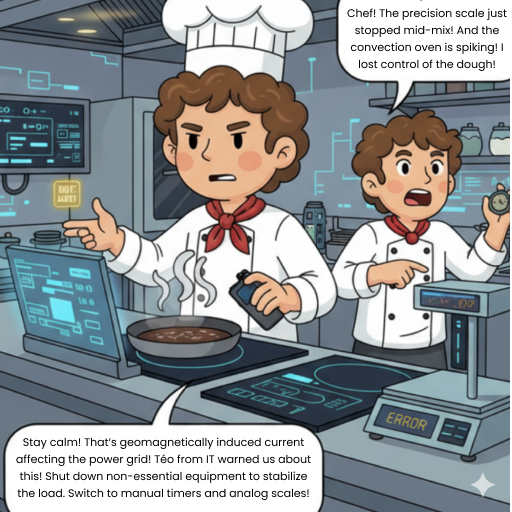 Chef! The precision scale just
stopped mid-mix! And the
convection oven is spiking! I
lost control of the dough!
Stay calm! That's geomagnetically induced current
affecting the power grid! Téo from IT warned us about
this! Shut down non-essential equipment to stabilize
the load. Switch to manual timers and analog scales!
ERROR